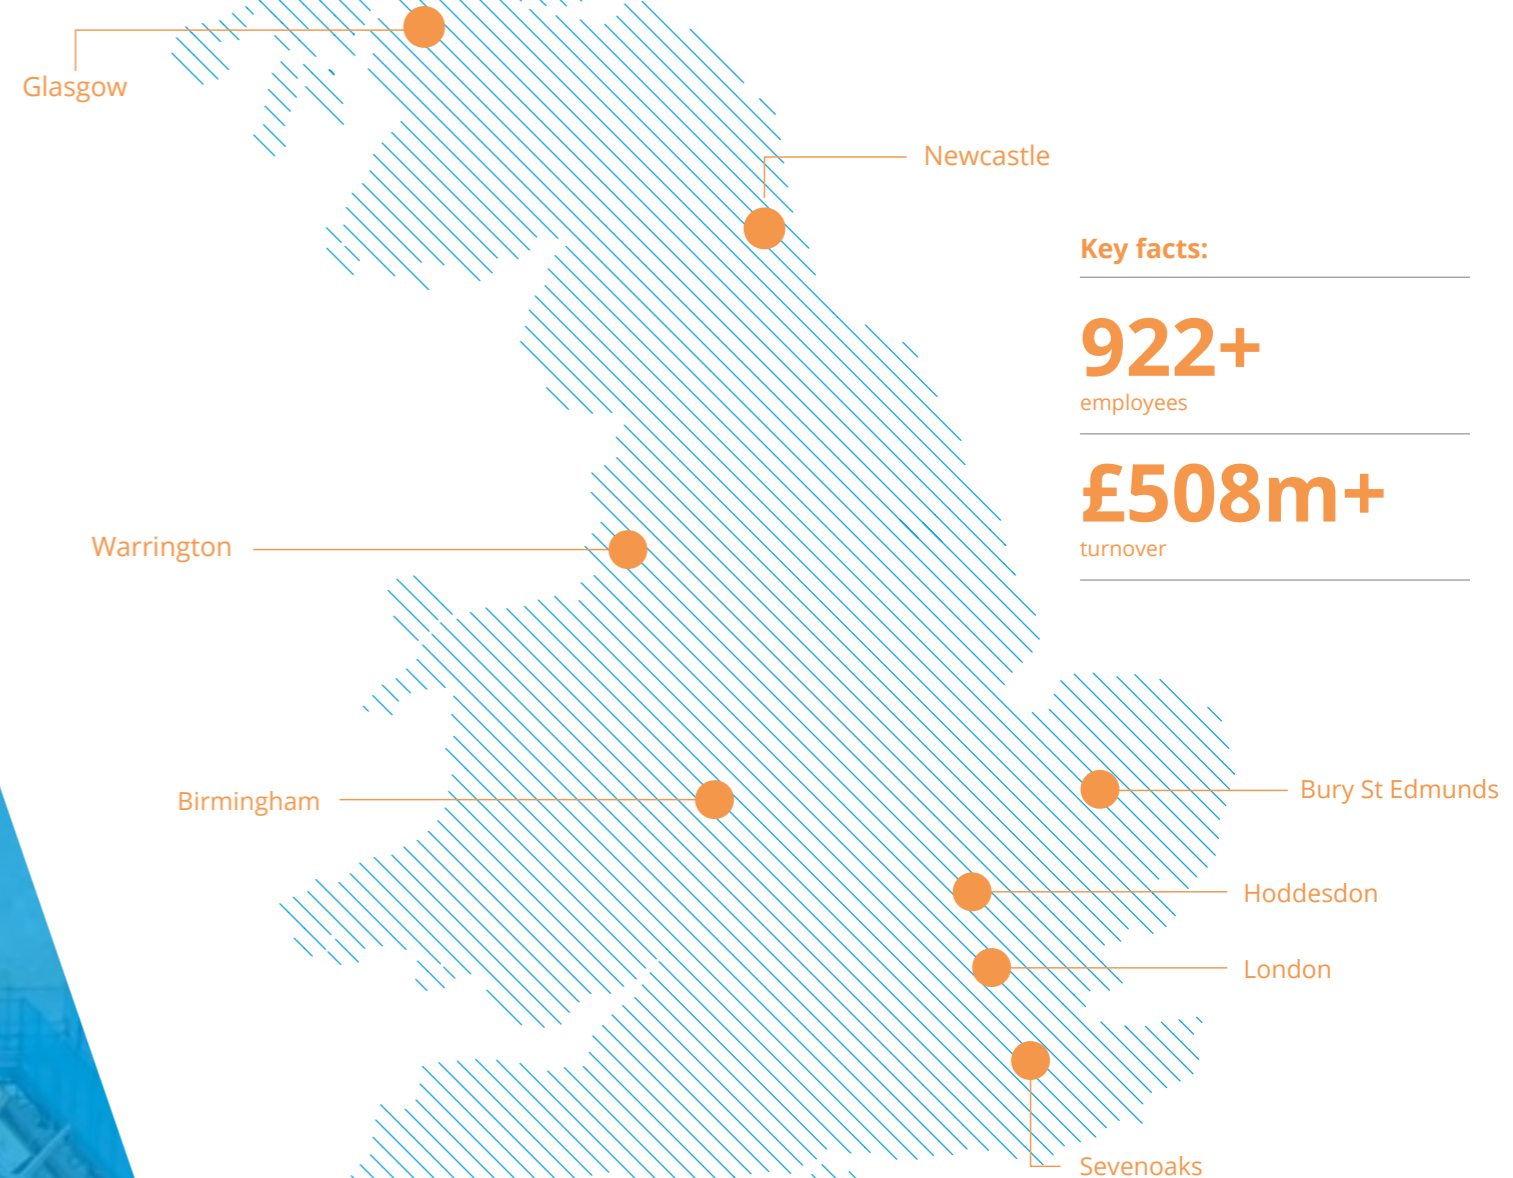 Glasgow
Newcastle
Key facts:
922+
employees
£508m+
turnover
Warrington
Birmingham
Bury St Edmunds
Hoddesdon
London
Sevenoaks